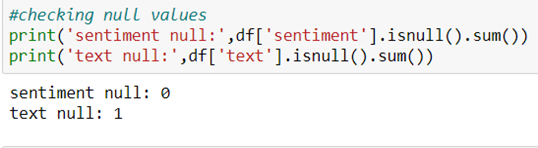 #checking null values
print('sentiment null:',df['sentiment'].isnull().sum())
print('text null:',df['text'].isnull().sum())
sentiment null: 0
text null: 1